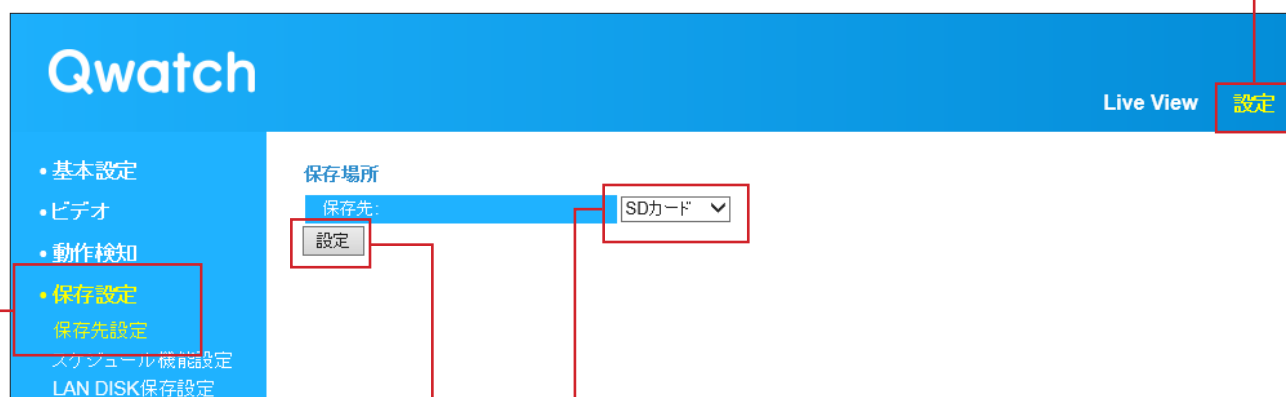 Qwatch
Live View 設定
•基本設定
•ビデオ
•動作検知
•保存設定
保存先設定
スケジュール機能設定
LAN DISK保存設定
保存場所
保存先:
SDカード
設定